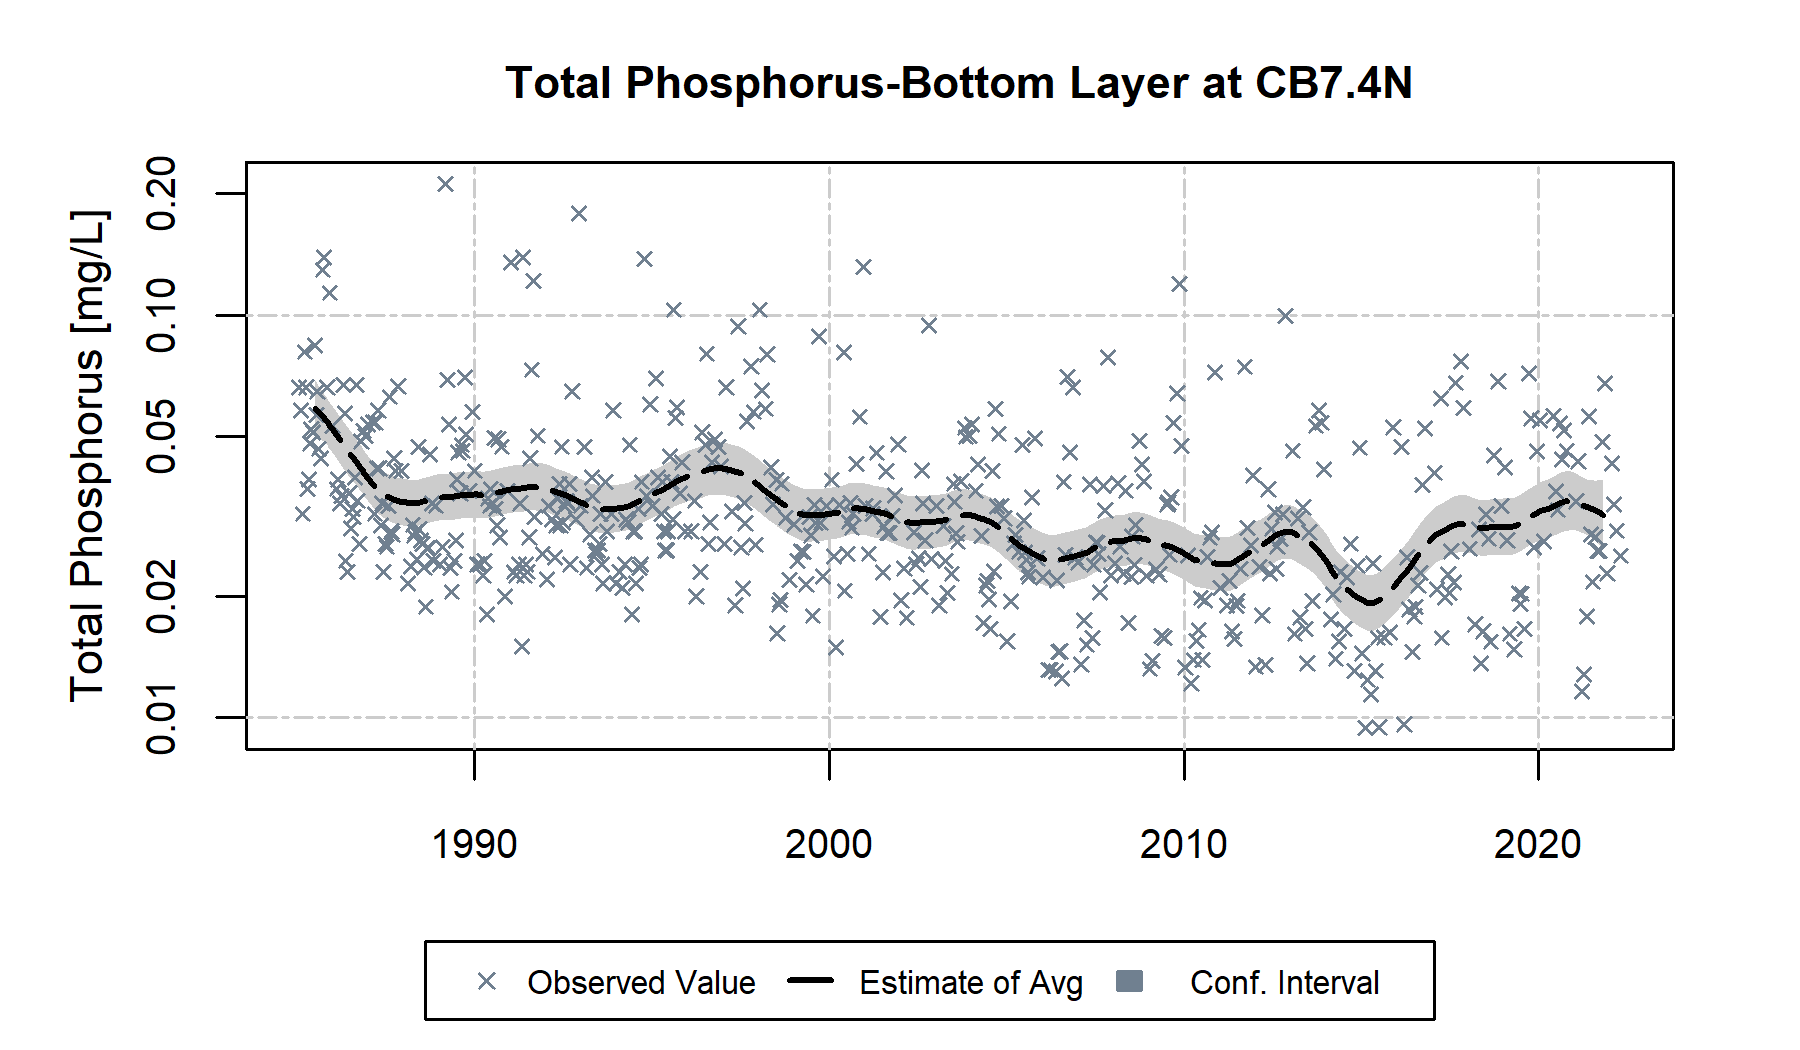 Total Phosphorus-Bottom Layer at CB7.4N
Total Phosphorus [mg/L]
0.20
0.10
0.05
0.02
0.01
1990 2000 2010 2020
Observed Value Estimate of Avg Conf. Interval